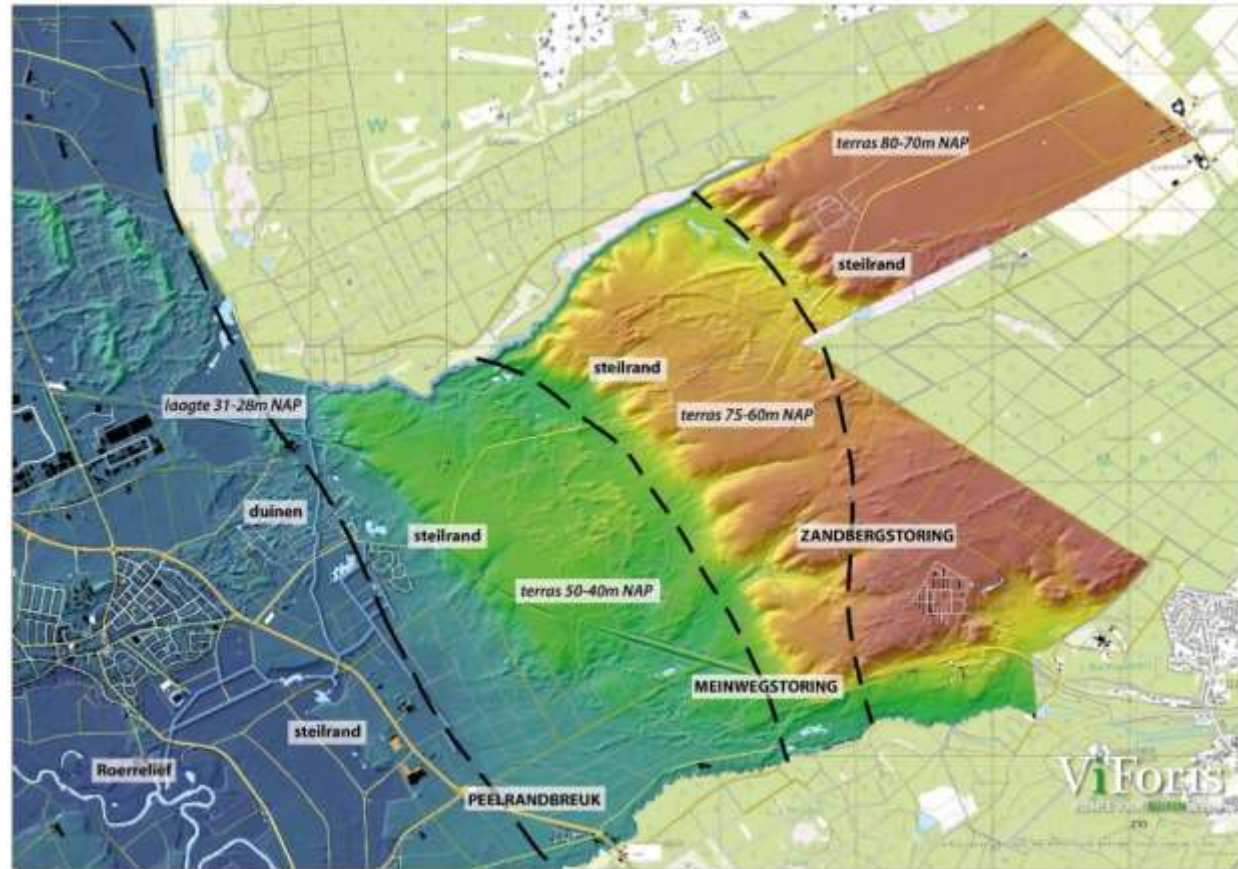 terras 80-70m NAP
steilrand
steilrand
laagte 31-28m NAP
terras 75-60m NAP
duinen
steilrand
ZANDBERGSTORING
terras 50-40m NAP
MEINWEGSTORING
steilrand
Roerreliëf
PEELRANDBREUK
ViForis